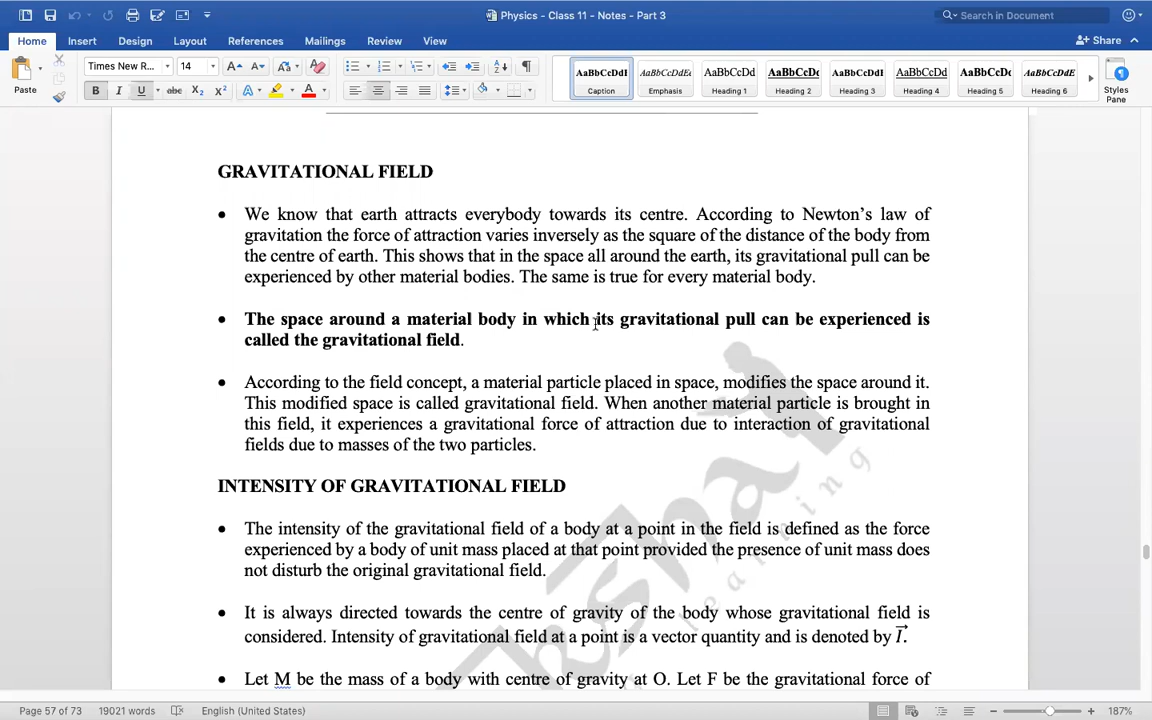 Physics - Class 11 - Notes - Part 3
Search in Document
Home Insert Design Layout References Mailings Review View
Share
Paste
Times New R... 14
AaBbCcDdI AaBbCcDdEe AaBbCcDd AaBbCcDc AaBbCcDdI AaBbCcDd AaBbCcDc AaBbCcDdE
Caption Emphasis Heading 1 Heading 2 Heading 3 Heading 4 Heading 5 Heading 6
Styles
Pane
GRAVITATIONAL FIELD
• We know that earth attracts everybody towards its centre. According to Newton’s law of
gravitation the force of attraction varies inversely as the square of the distance of the body from
the centre of earth. This shows that in the space all around the earth, its gravitational pull can be
experienced by other material bodies. The same is true for every material body.
• The space around a material body in which its gravitational pull can be experienced is
called the gravitational field.
• According to the field concept, a material particle placed in space, modifies the space around it.
This modified space is called gravitational field. When another material particle is brought in
this field, it experiences a gravitational force of attraction due to interaction of gravitational
fields due to masses of the two particles.
INTENSITY OF GRAVITATIONAL FIELD
• The intensity of the gravitational field of a body at a point in the field is defined as the force
experienced by a body of unit mass placed at that point provided the presence of unit mass does
not disturb the original gravitational field.
• It is always directed towards the centre of gravity of the body whose gravitational field is
considered. Intensity of gravitational field at a point is a vector quantity and is denoted by I⃗.
• Let M be the mass of a body with centre of gravity at O. Let F be the gravitational force of
learning
Page 57 of 73 19021 words English (United States) 187%